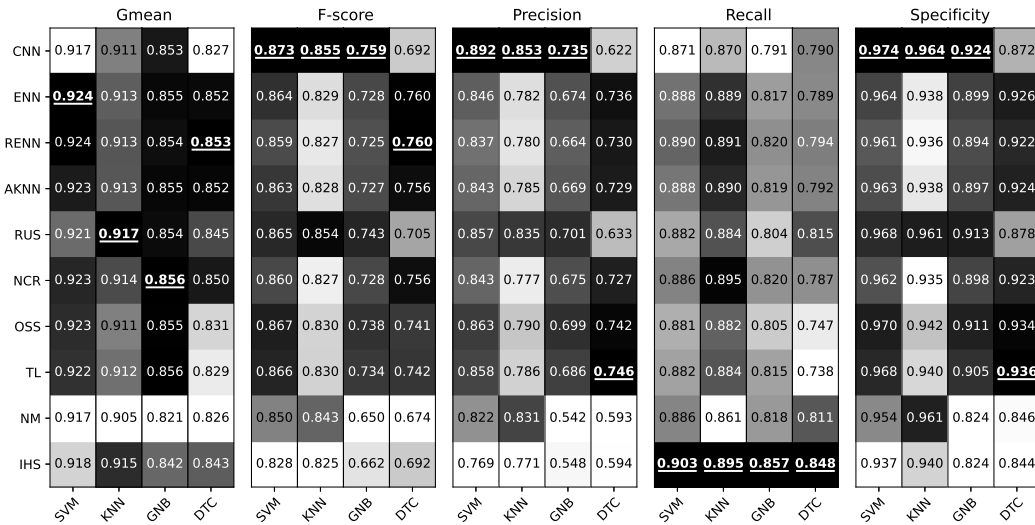 Gmean F-score Precision Recall Specificity
CNN 0.917 0.911 0.853 0.827 0.873 0.855 0.759 0.692 0.892 0.853 0.735 0.622 0.871 0.870 0.791 0.790 0.974 0.964 0.924 0.872
ENN 0.924 0.913 0.855 0.852 0.864 0.829 0.728 0.760 0.846 0.782 0.674 0.736 0.888 0.889 0.817 0.789 0.964 0.938 0.899 0.926
RENN 0.924 0.913 0.854 0.853 0.859 0.827 0.725 0.760 0.837 0.780 0.664 0.730 0.890 0.891 0.820 0.794 0.961 0.936 0.894 0.922
AKNN 0.923 0.913 0.855 0.852 0.863 0.828 0.727 0.756 0.843 0.785 0.669 0.729 0.888 0.890 0.819 0.792 0.963 0.938 0.897 0.924
RUS 0.921 0.917 0.854 0.845 0.865 0.854 0.743 0.705 0.857 0.835 0.701 0.633 0.882 0.884 0.804 0.815 0.968 0.961 0.913 0.878
NCR 0.923 0.914 0.856 0.850 0.860 0.827 0.728 0.756 0.843 0.777 0.675 0.727 0.886 0.895 0.820 0.787 0.962 0.935 0.898 0.923
OSS 0.923 0.911 0.855 0.831 0.867 0.830 0.738 0.741 0.863 0.790 0.699 0.742 0.881 0.882 0.805 0.747 0.970 0.942 0.911 0.934
TL 0.922 0.912 0.856 0.829 0.866 0.830 0.734 0.742 0.858 0.786 0.686 0.746 0.882 0.884 0.815 0.738 0.968 0.940 0.905 0.936
NM 0.917 0.905 0.821 0.826 0.850 0.843 0.650 0.674 0.822 0.831 0.542 0.593 0.886 0.861 0.818 0.811 0.954 0.961 0.824 0.846
IHS 0.918 0.915 0.842 0.843 0.828 0.825 0.662 0.692 0.769 0.771 0.548 0.594 0.903 0.895 0.857 0.848 0.937 0.940 0.824 0.844
SVM KNN GNB DTC SVM KNN GNB DTC SVM KNN GNB DTC SVM KNN GNB DTC SVM KNN GNB DTC